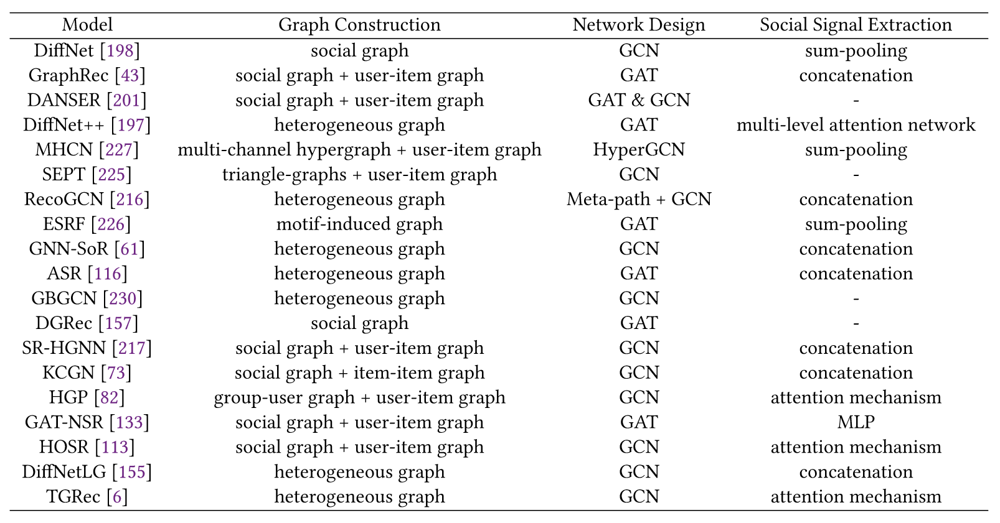 Model Graph Construction Network Design Social Signal Extraction
DiffNet [198] social graph GCN sum-pooling
GraphRec [43] social graph + user-item graph GAT concatenation
DANSER [201] social graph + user-item graph GAT & GCN -
DiffNet++ [197] heterogeneous graph GAT multi-level attention network
MHCN [227] multi-channel hypergraph + user-item graph HyperGCN sum-pooling
SEPT [225] triangle-graphs + user-item graph GCN -
RecoGCN [216] heterogeneous graph Meta-path + GCN concatenation
ESRF [226] motif-induced graph GAT sum-pooling
GNN-SoR [61] heterogeneous graph GCN concatenation
ASR [116] heterogeneous graph GAT concatenation
GBGCN [230] heterogeneous graph GCN -
DGRec [157] social graph GAT -
SR-HGNN [217] social graph + user-item graph GCN concatenation
KCGN [73] social graph + item-item graph GCN concatenation
HGP [82] group-user graph + user-item graph GCN attention mechanism
GAT-NSR [133] social graph + user-item graph GAT MLP
HOSR [113] social graph + user-item graph GCN attention mechanism
DiffNetLG [155] heterogeneous graph GCN concatenation
TGRec [6] heterogeneous graph GCN attention mechanism